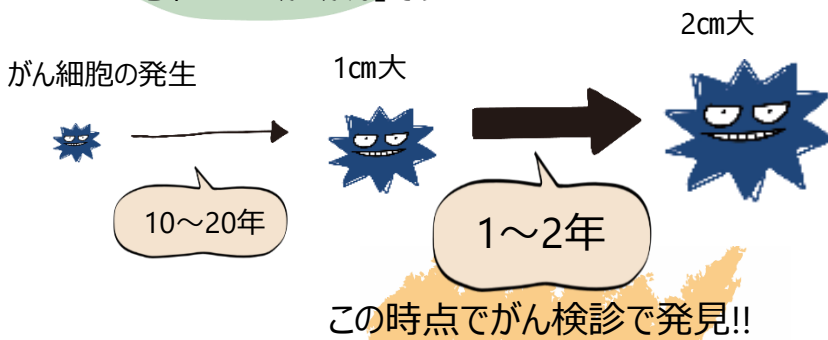 がん細胞の発生
1cm大
2cm大
10～20年
1～2年
この時点でがん検診で発見!!